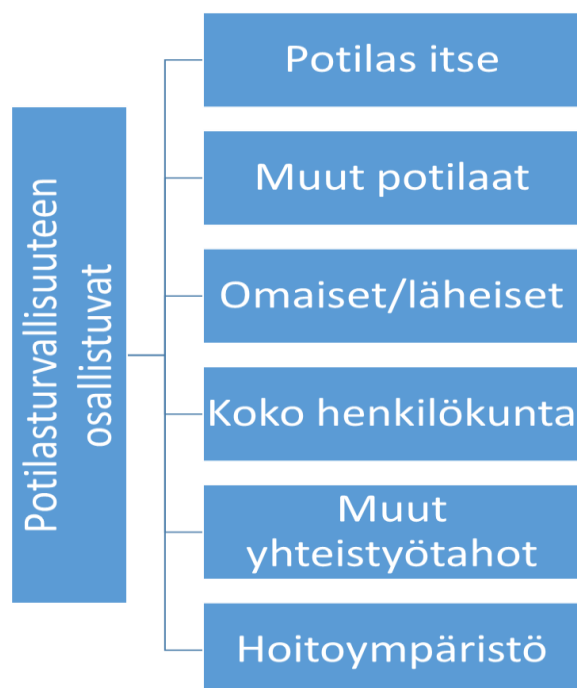 Potilasturvallisuuteen
osallistuvat
Potilas itse
Muut potilaat
Omaiset/läheiset
Koko henkilökunta
Muut
yhteistyötahot
Hoitoympäristö